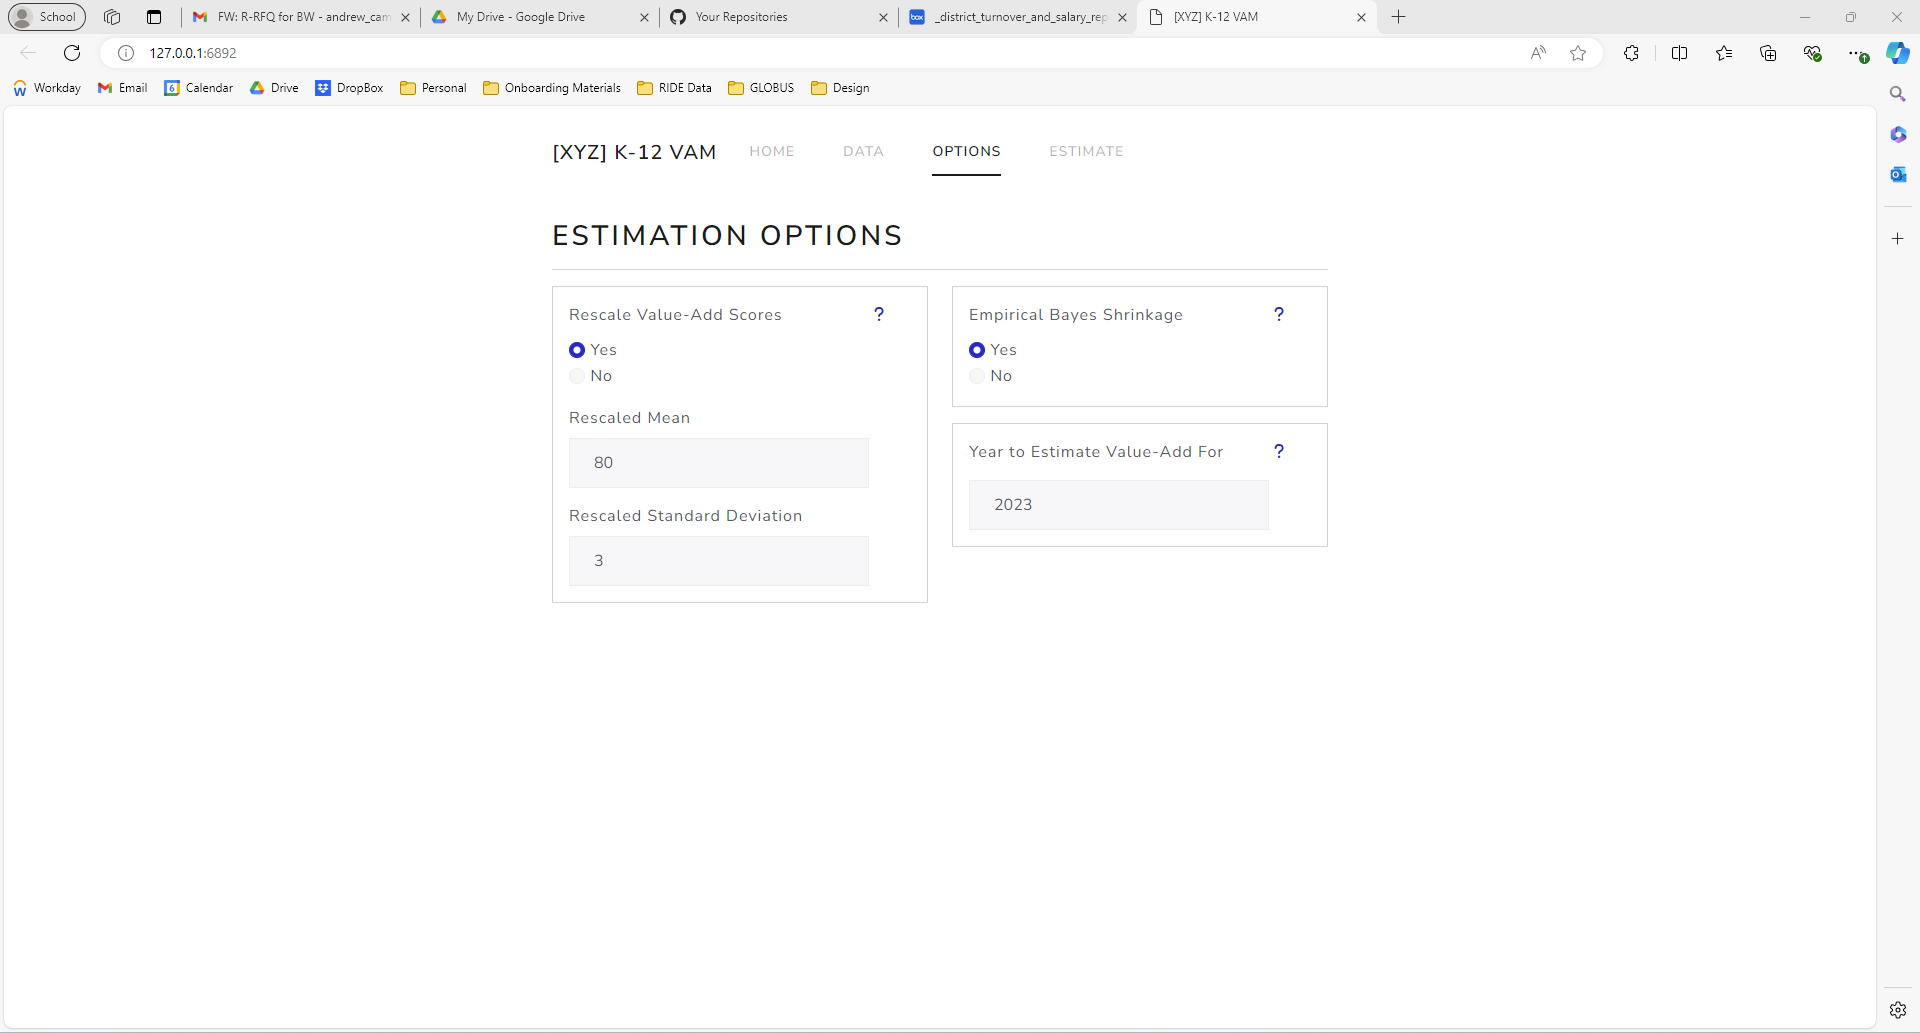 School
FW: R-RFQ for BW - andrew_cam
My Drive - Google Drive
Your Repositories
_district_turnover_and_salary_rep
[XYZ] K-12 VAM
127.0.0.1:6892
Workday
Email
Calendar
Drive
DropBox
Personal
Onboarding Materials
RIDE Data
GLOBUS
Design
[XYZ] K-12 VAM
HOME
DATA
OPTIONS
ESTIMATE
ESTIMATION OPTIONS
Rescale Value-Add Scores ?
Yes
No
Rescaled Mean
80
Rescaled Standard Deviation
3
Empirical Bayes Shrinkage ?
Yes
No
Year to Estimate Value-Add For ?
2023